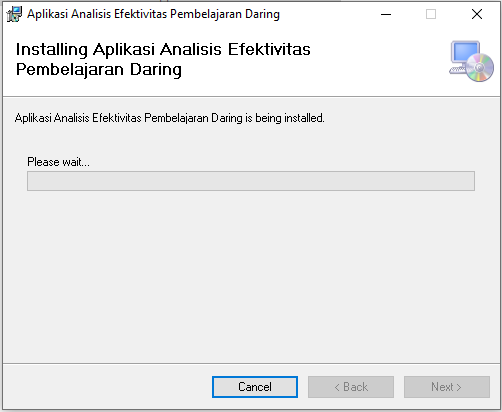 Aplikasi Analisis Efektivitas Pembelajaran Daring
Installing Aplikasi Analisis Efektivitas
Pembelajaran Daring
Aplikasi Analisis Efektivitas Pembelajaran Daring is being installed.
Please wait...
Cancel
< Back
Next >